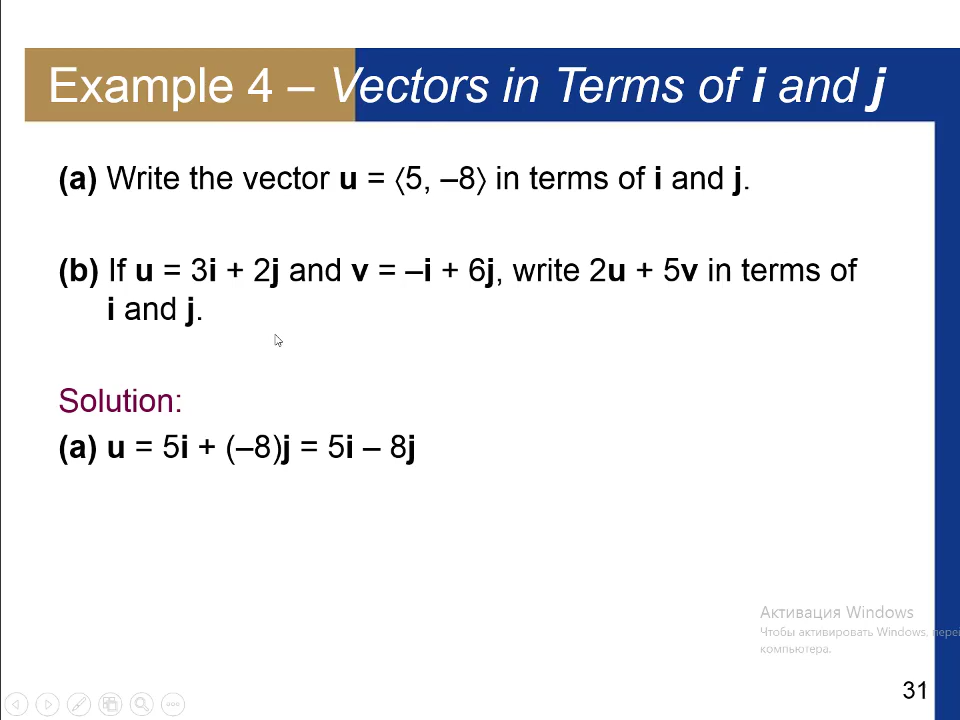 Example 4 – Vectors in Terms of i and j
(a) Write the vector u = ⟨5, –8⟩ in terms of i and j.
(b) If u = 3i + 2j and v = –i + 6j, write 2u + 5v in terms of
i and j.
Solution:
(a) u = 5i + (–8)j = 5i – 8j
Активация Windows
Чтобы активировать Windows, пере
компьютера.
31